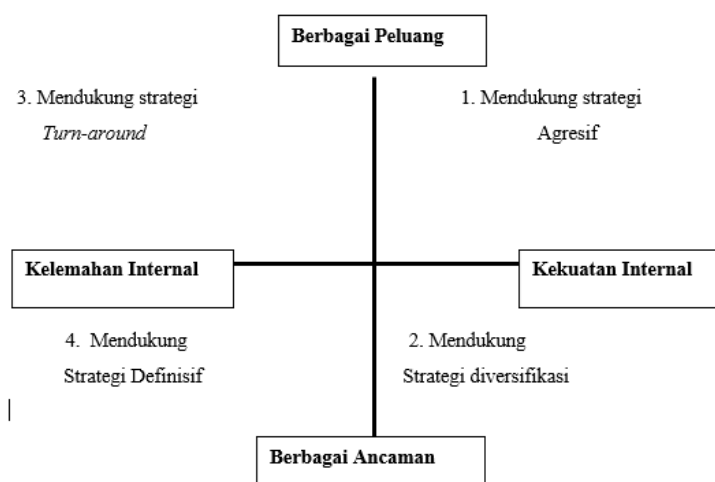 Berbagai Peluang
3. Mendukung strategi
Turn-around
1. Mendukung strategi
Agresif
Kelemahan Internal
Kekuatan Internal
4. Mendukung
Strategi Definisif
2. Mendukung
Strategi diversifikasi
Berbagai Ancaman